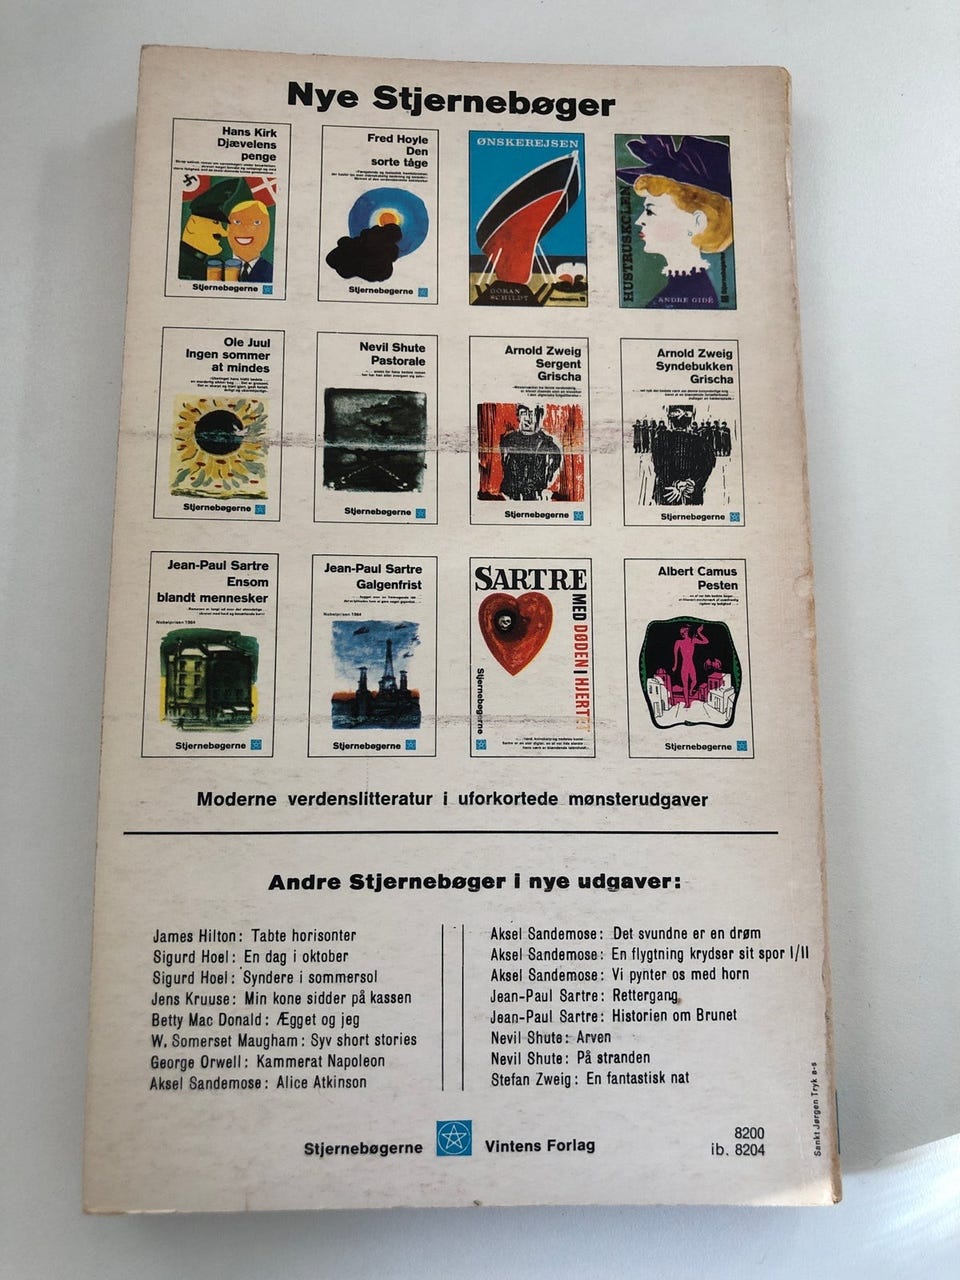 Nye Stjernebøger
Hans Kirk
Djævelens
penge
Stjernebøgerne
Fred Hoyle
Den
sorte tåge
Stjernebøgerne
ØNSKEREJSEN
GÖRAN
SCHILDT
Stjernebøgerne
HUSTRUSKOLEN
ANDRE GIDE
Stjernebøgerne
Ole Juul
Ingen sommer
at mindes
Stjernebøgerne
Nevil Shute
Pastorale
Stjernebøgerne
Arnold Zweig
Sergent
Grischa
Stjernebøgerne
Arnold Zweig
Syndebukken
Grischa
Stjernebøgerne
Jean-Paul Sartre
Ensom
blandt mennesker
Nobelprisen 1964
Stjernebøgerne
Jean-Paul Sartre
Galgenfrist
Nobelprisen 1964
Stjernebøgerne
SARTRE
MED DØDEN I HJERTET
Stjernebøgerne
Albert Camus
Pesten
Stjernebøgerne
Moderne verdenslitteratur i uforkortede mønsterudgaver
Andre Stjernebøger i nye udgaver:
James Hilton: Tabte horisonter
Sigurd Hoel: En dag i oktober
Sigurd Hoel: Syndere i sommersol
Jens Kruuse: Min kone sidder på kassen
Betty Mac Donald: Ægget og jeg
W. Somerset Maugham: Syv short stories
George Orwell: Kammerat Napoleon
Aksel Sandemose: Alice Atkinson
Aksel Sandemose: Det svundne er en drøm
Aksel Sandemose: En flygtning krydser sit spor I/II
Aksel Sandemose: Vi pynter os med horn
Jean-Paul Sartre: Rettergang
Jean-Paul Sartre: Historien om Brunet
Nevil Shute: Arven
Nevil Shute: På stranden
Stefan Zweig: En fantastisk nat
Stjernebøgerne
Vintens Forlag
8200
ib. 8204
Sankt Jørgen Tryk a-s